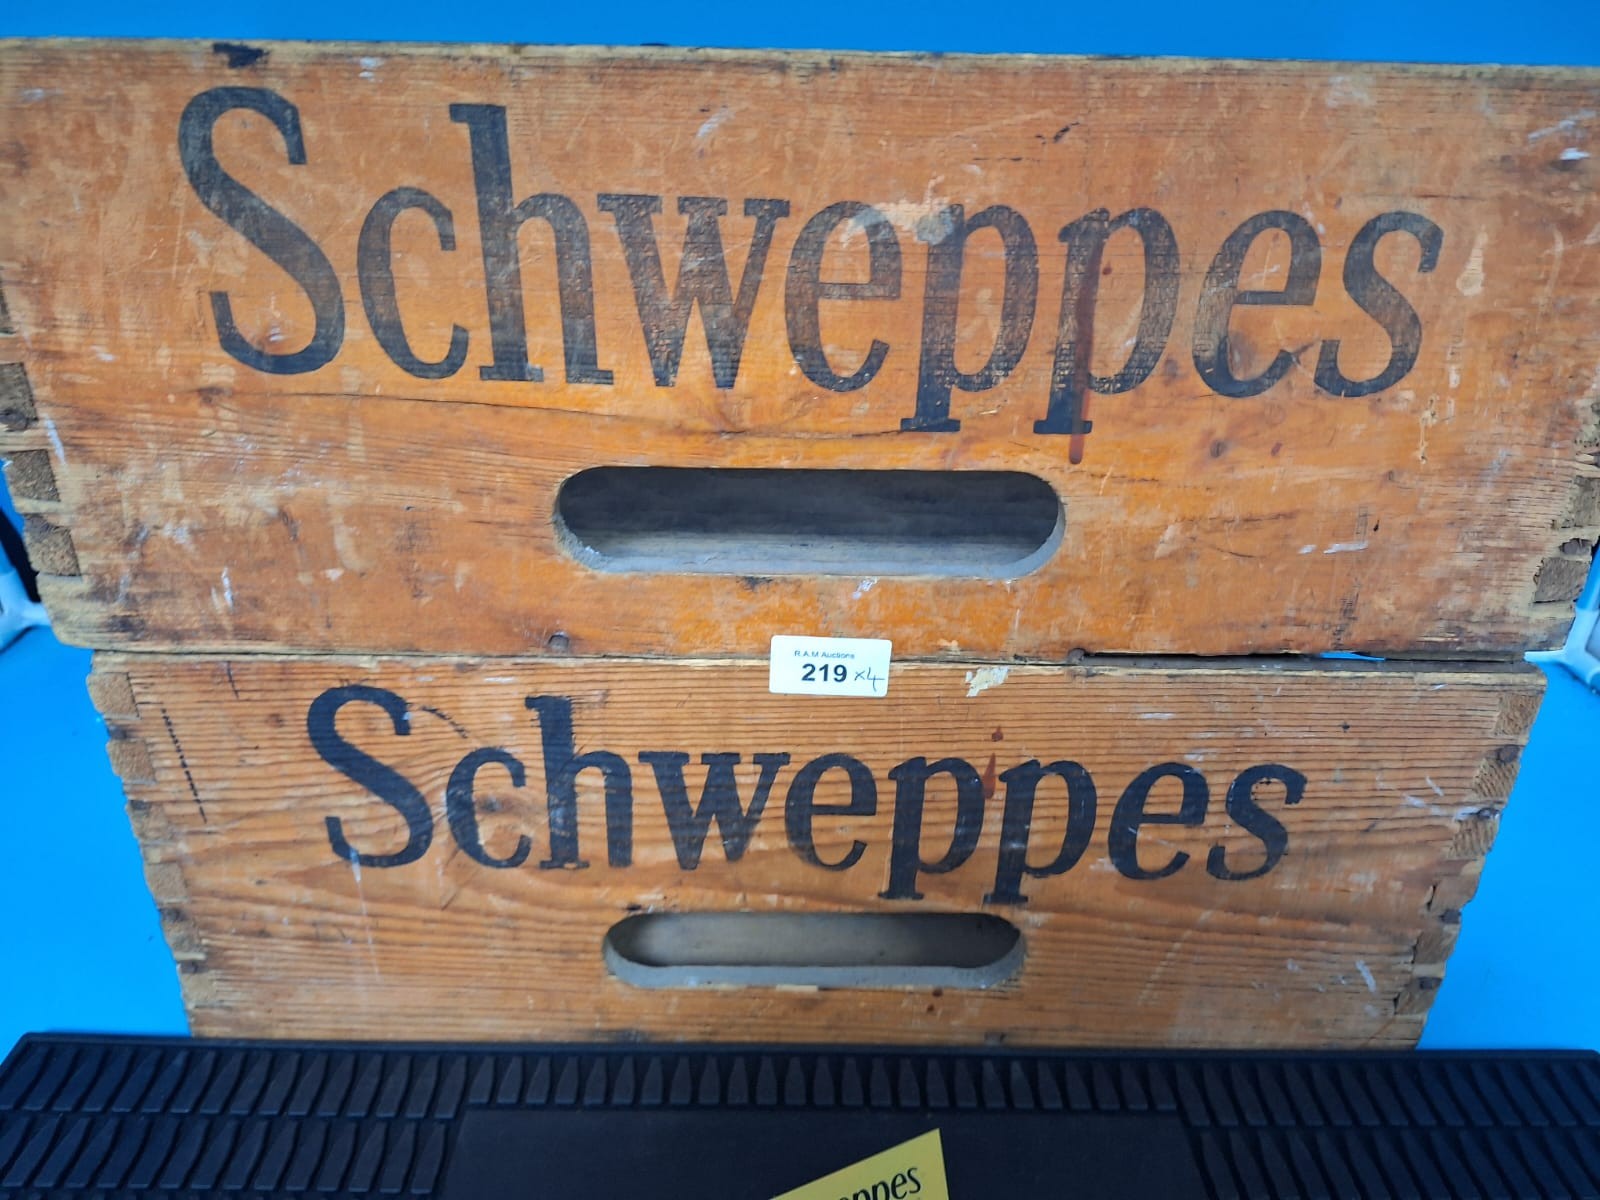 Schweppes
R.A.M Auctions
219 x4
Schweppes